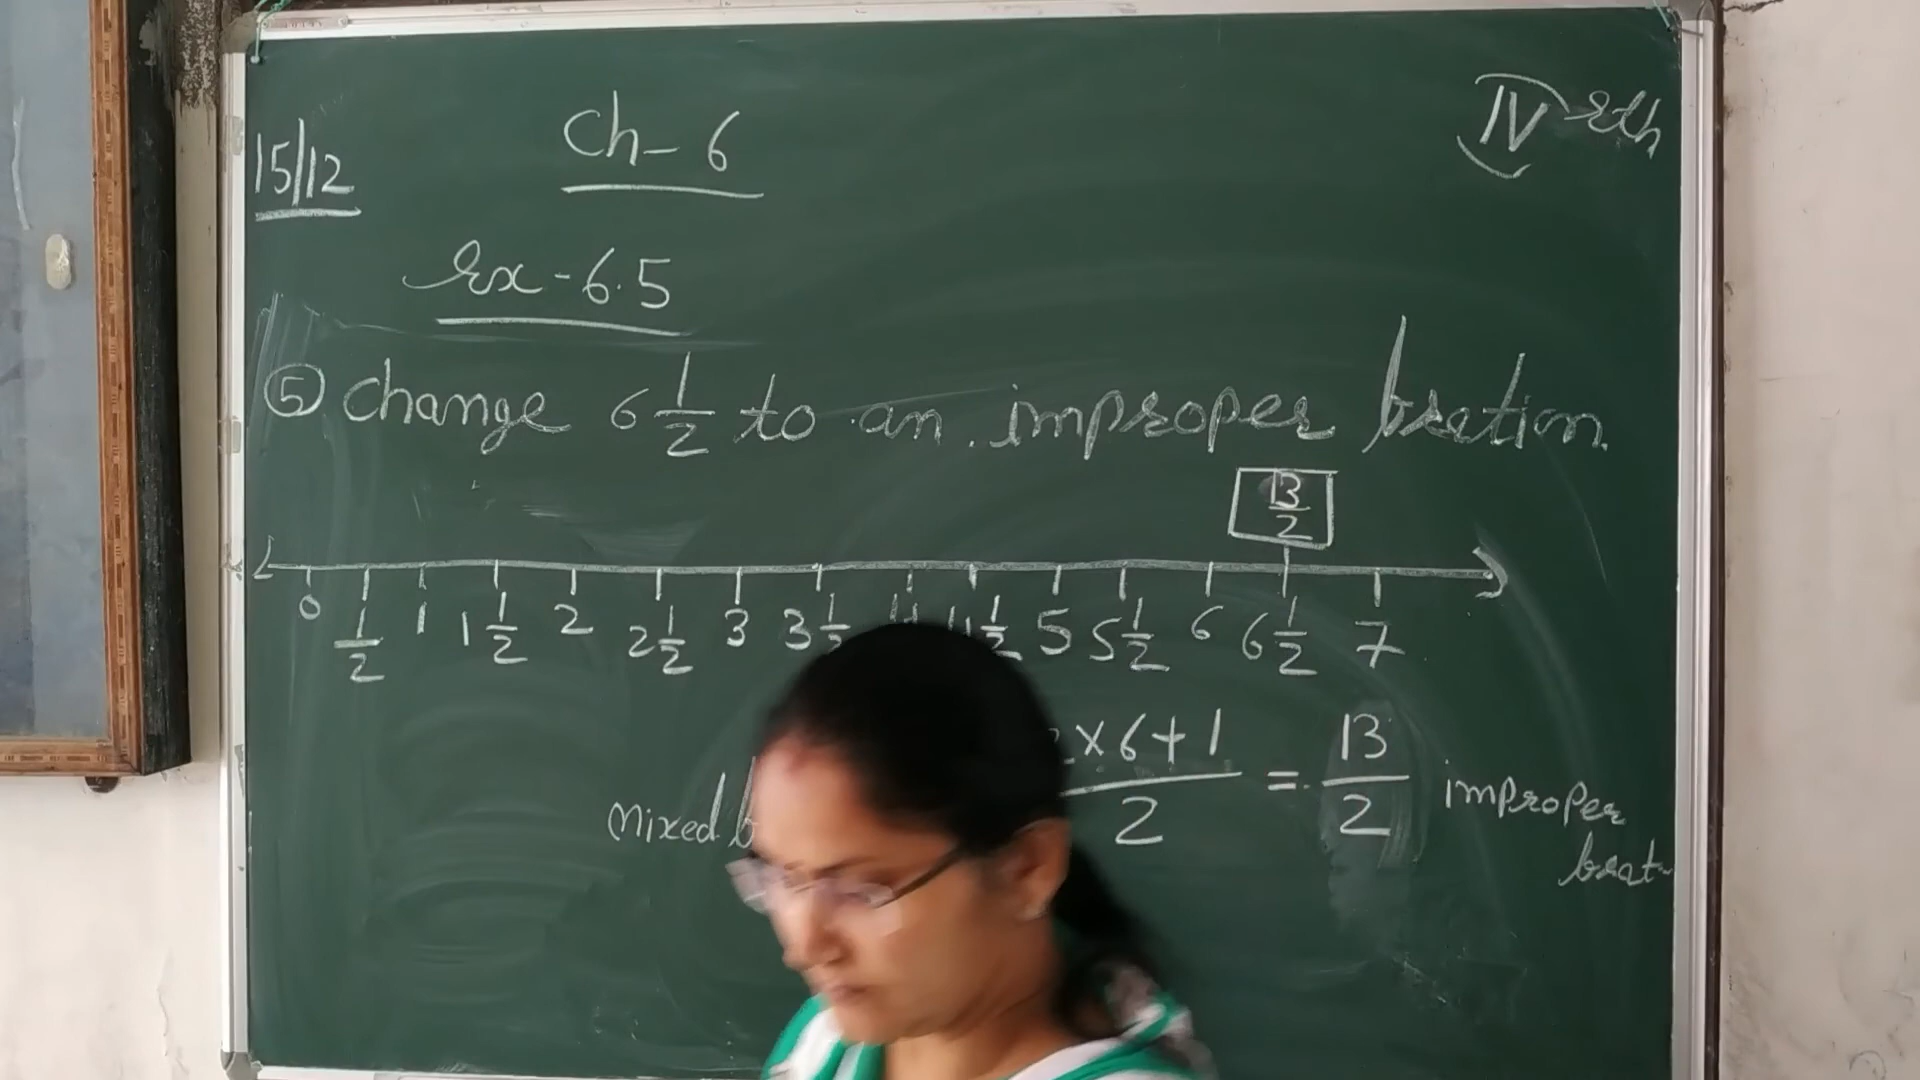 15/12
Ch-6
IV
Ex-6.5
⑤ Change 6 1/2 to an improper fraction.
13/2
0 1/2 1 1 1/2 2 2 1/2 3 3 1/2 4 4 1/2 5 5 1/2 6 6 1/2 7
Mixed × 6 + 1 / 2 = 13/2 improper
fract-